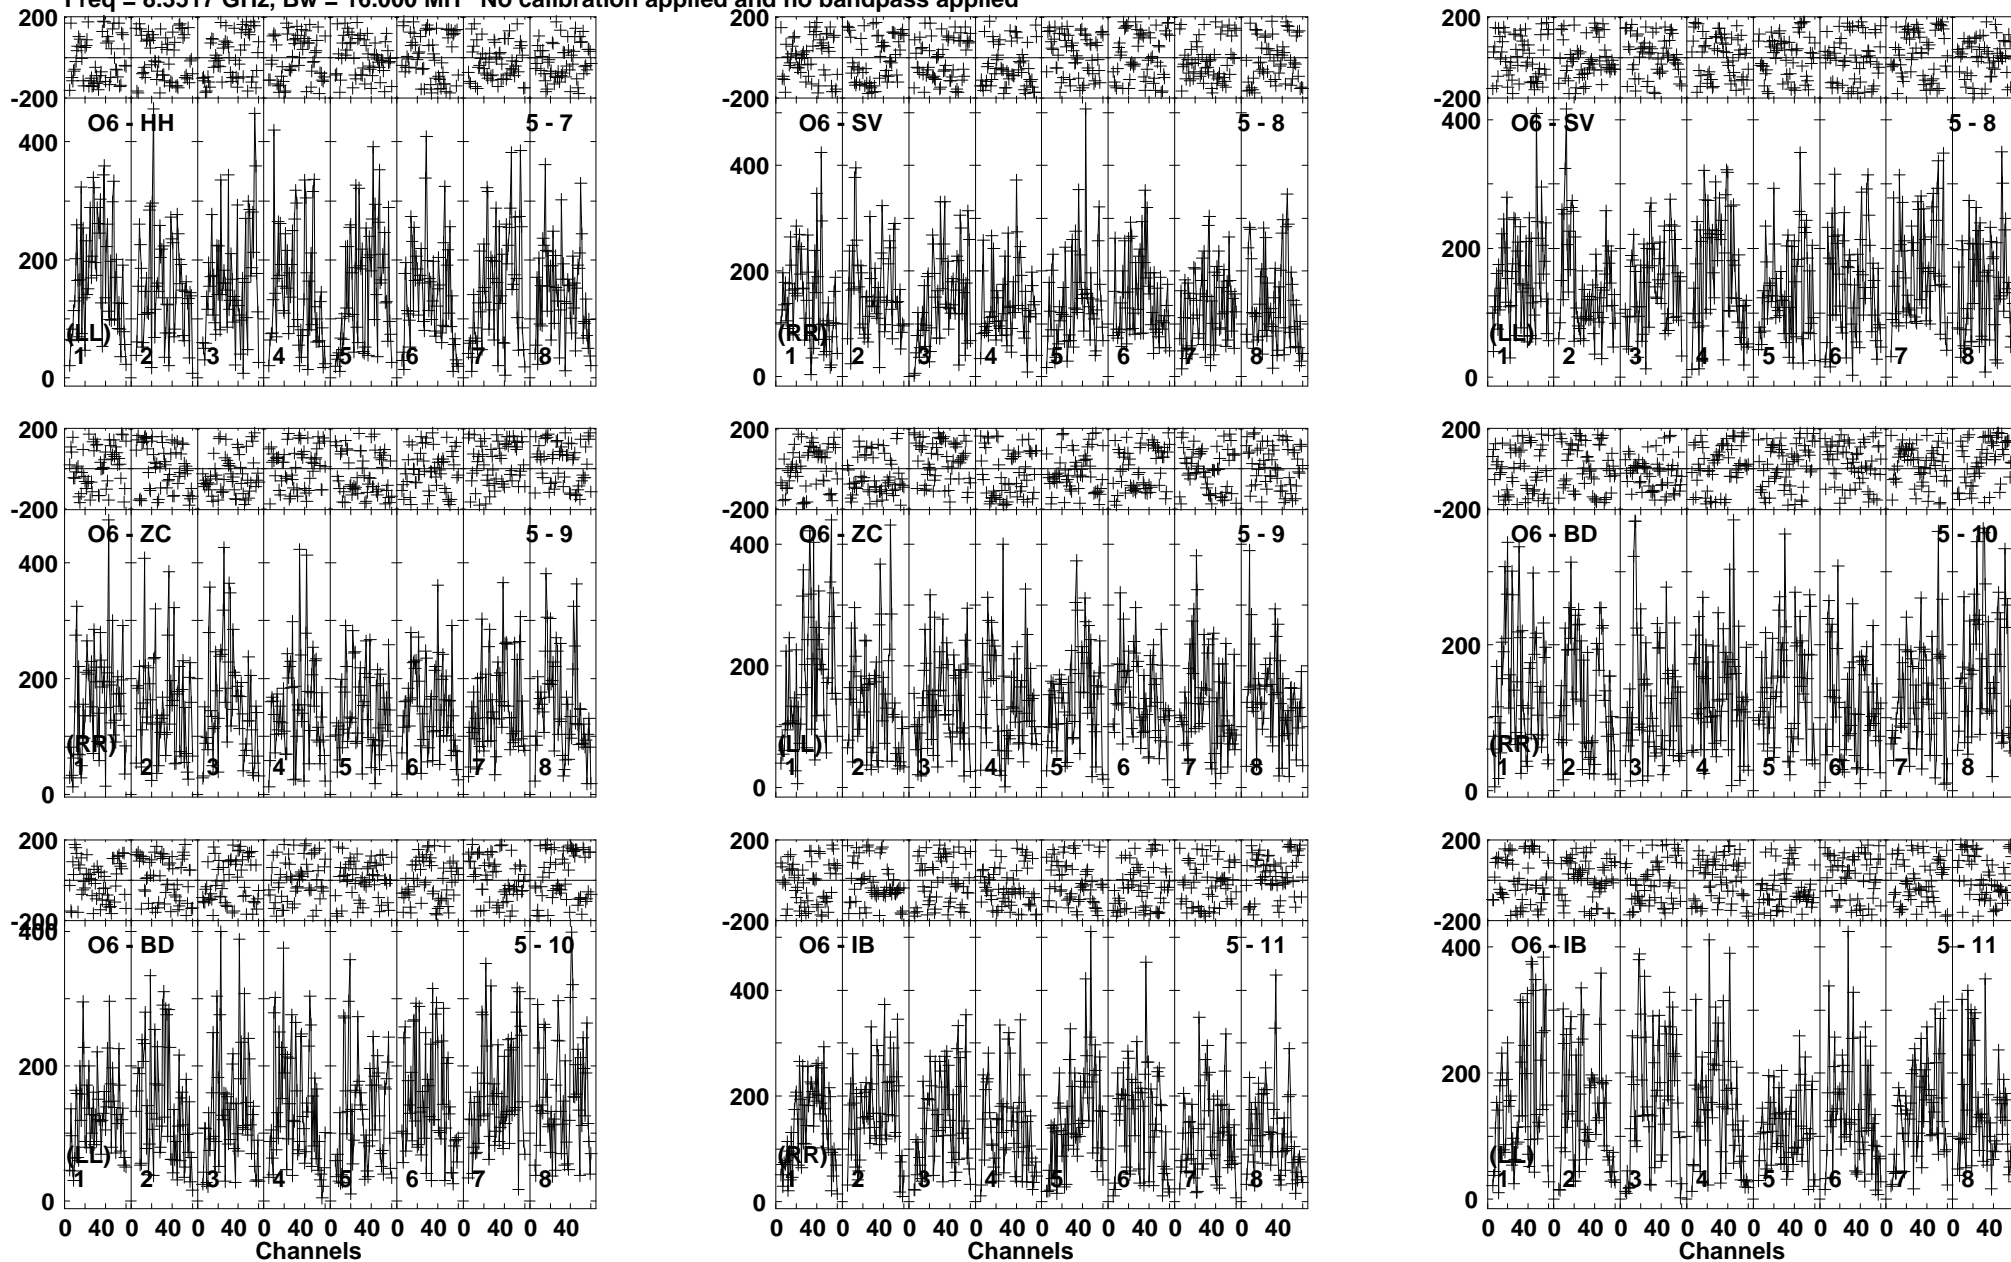 Freq = 8.3517 GHz, Bw = 16.000 MH No calibration applied and no bandpass applied
200 200 200
-200 -200 -200
O6 - HH 5 - 7 O6 - SV 5 - 8 O6 - SV 5 - 8
400 400 400
200 200 200
(LL) (RR) (LL)
1 2 3 4 5 6 7 8 1 2 3 4 5 6 7 8 1 2 3 4 5 6 7 8
0 0 0
200 200 200
-200 -200 -200
O6 - ZC 5 - 9 O6 - ZC 5 - 9 O6 - BD 5 - 10
400 400
200 200 200
(RR) (LL) (RR)
1 2 3 4 5 6 7 8 1 2 3 4 5 6 7 8 1 2 3 4 5 6 7 8
0 0 0
200 200 200
-200 -200 -200
400
O6 - BD 5 - 10 O6 - IB 5 - 11 O6 - IB 5 - 11
400 400
200 200 200
(LL) (RR) (LL)
1 2 3 4 5 6 7 8 1 2 3 4 5 6 7 8 1 2 3 4 5 6 7 8
0 0 0
0 40 0 40 0 40 0 40 0 40 0 40 0 40 0 40 0 40 0 40 0 40 0 40 0 40 0 40 0 40 0 40 0 40 0 40 0 40 0 40 0 40 0 40 0 40 0 40
Channels Channels Channels